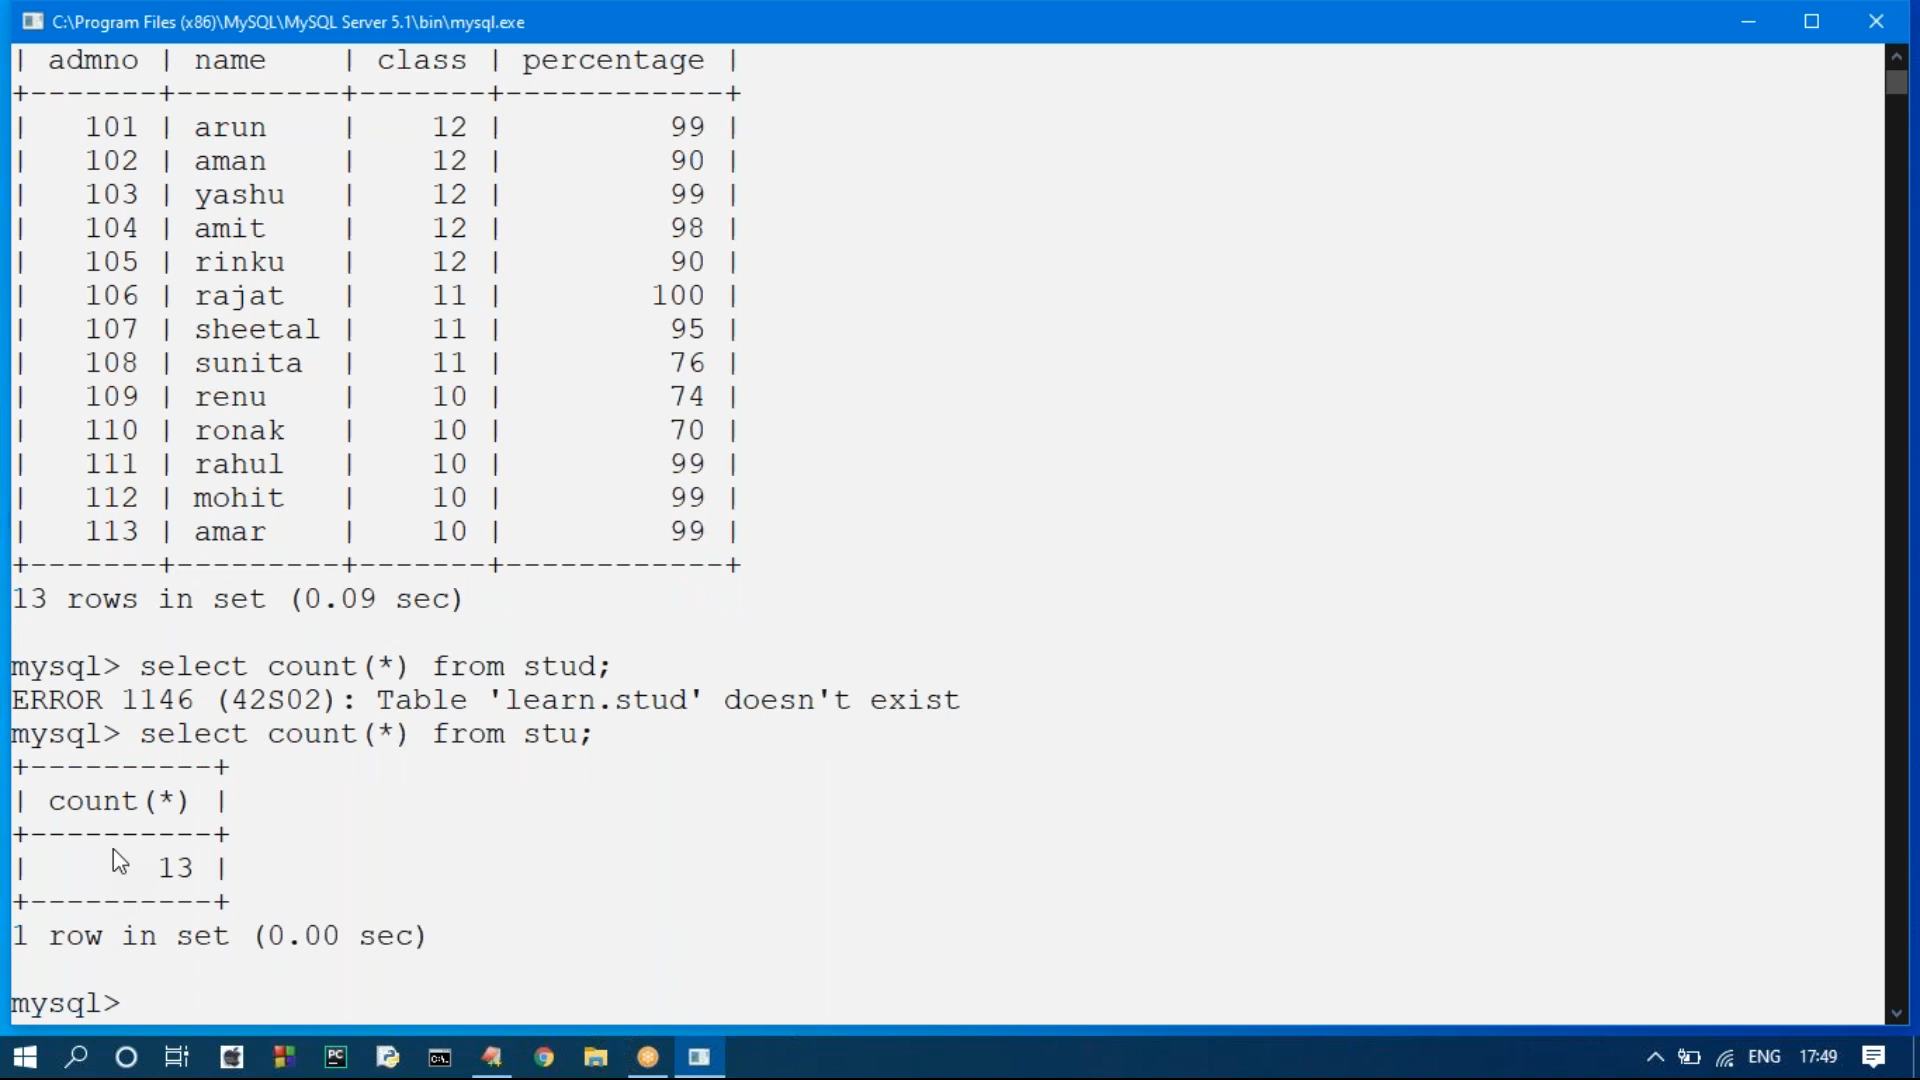 C:\Program Files (x86)\MySQL\MySQL Server 5.1\bin\mysql.exe
| admno | name    | class | percentage |
+-------+---------+-------+------------+
|   101 | arun    |    12 |         99 |
|   102 | aman    |    12 |         90 |
|   103 | yashu   |    12 |         99 |
|   104 | amit    |    12 |         98 |
|   105 | rinku   |    12 |         90 |
|   106 | rajat   |    11 |        100 |
|   107 | sheetal |    11 |         95 |
|   108 | sunita  |    11 |         76 |
|   109 | renu    |    10 |         74 |
|   110 | ronak   |    10 |         70 |
|   111 | rahul   |    10 |         99 |
|   112 | mohit   |    10 |         99 |
|   113 | amar    |    10 |         99 |
+-------+---------+-------+------------+
13 rows in set (0.09 sec)
mysql> select count(*) from stud;
ERROR 1146 (42S02): Table 'learn.stud' doesn't exist
mysql> select count(*) from stu;
+----------+
| count(*) |
+----------+
|       13 |
+----------+
1 row in set (0.00 sec)
mysql>
PC
C:\.
ENG 17:49